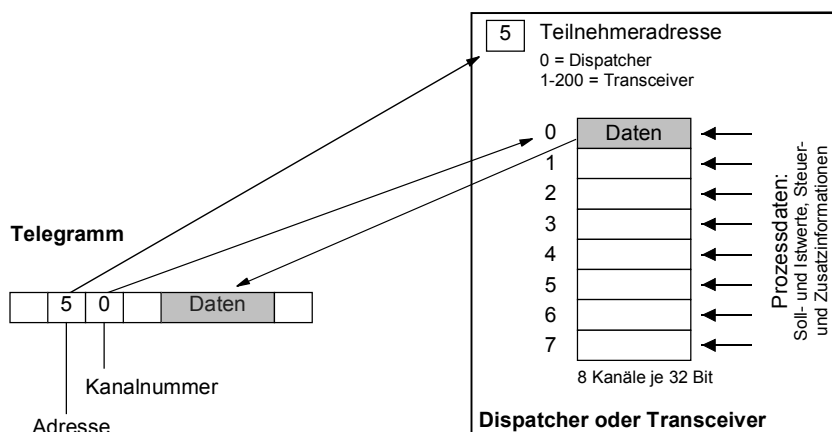 5 Teilnehmeradresse
0 = Dispatcher
1-200 = Transceiver
0 Daten
1
2
3
4
5
6
7
8 Kanäle je 32 Bit
Prozessdaten:
Soll- und Istwerte, Steuer-
und Zusatzinformationen
Dispatcher oder Transceiver
Telegramm
5 0 Daten
Kanalnummer
Adresse